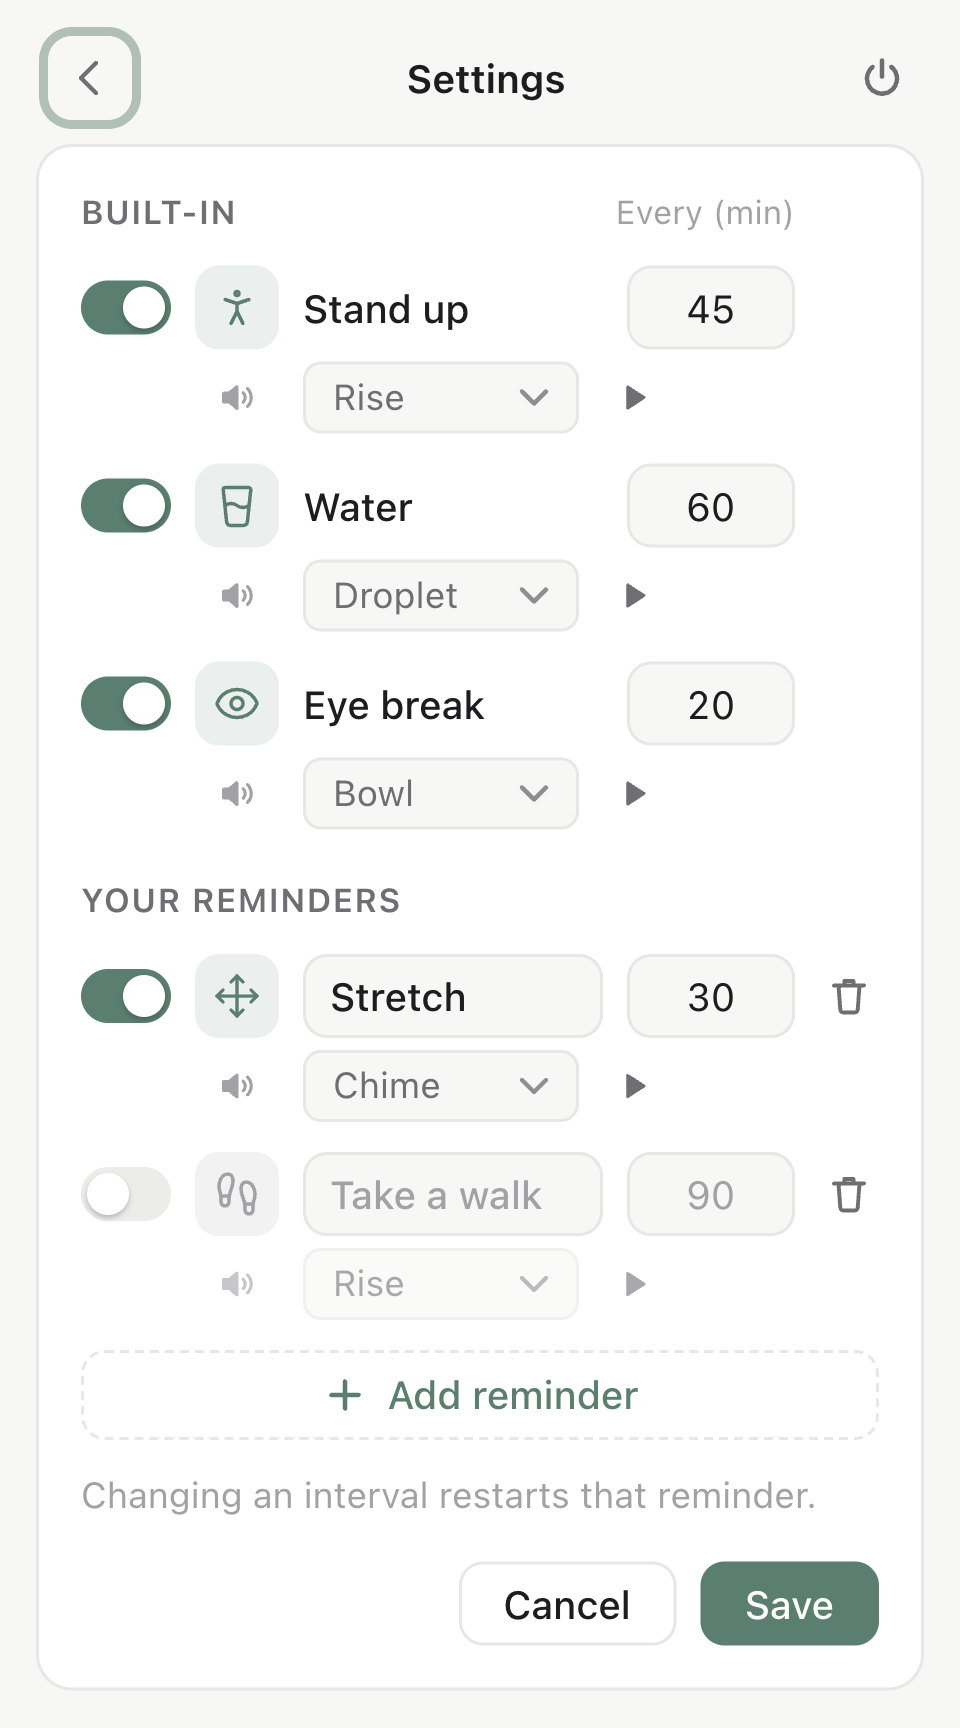 Settings
BUILT-IN Every (min)
Stand up 45
Rise
Water 60
Droplet
Eye break 20
Bowl
YOUR REMINDERS
Stretch 30
Chime
Take a walk 90
Rise
Add reminder
Changing an interval restarts that reminder.
Cancel Save